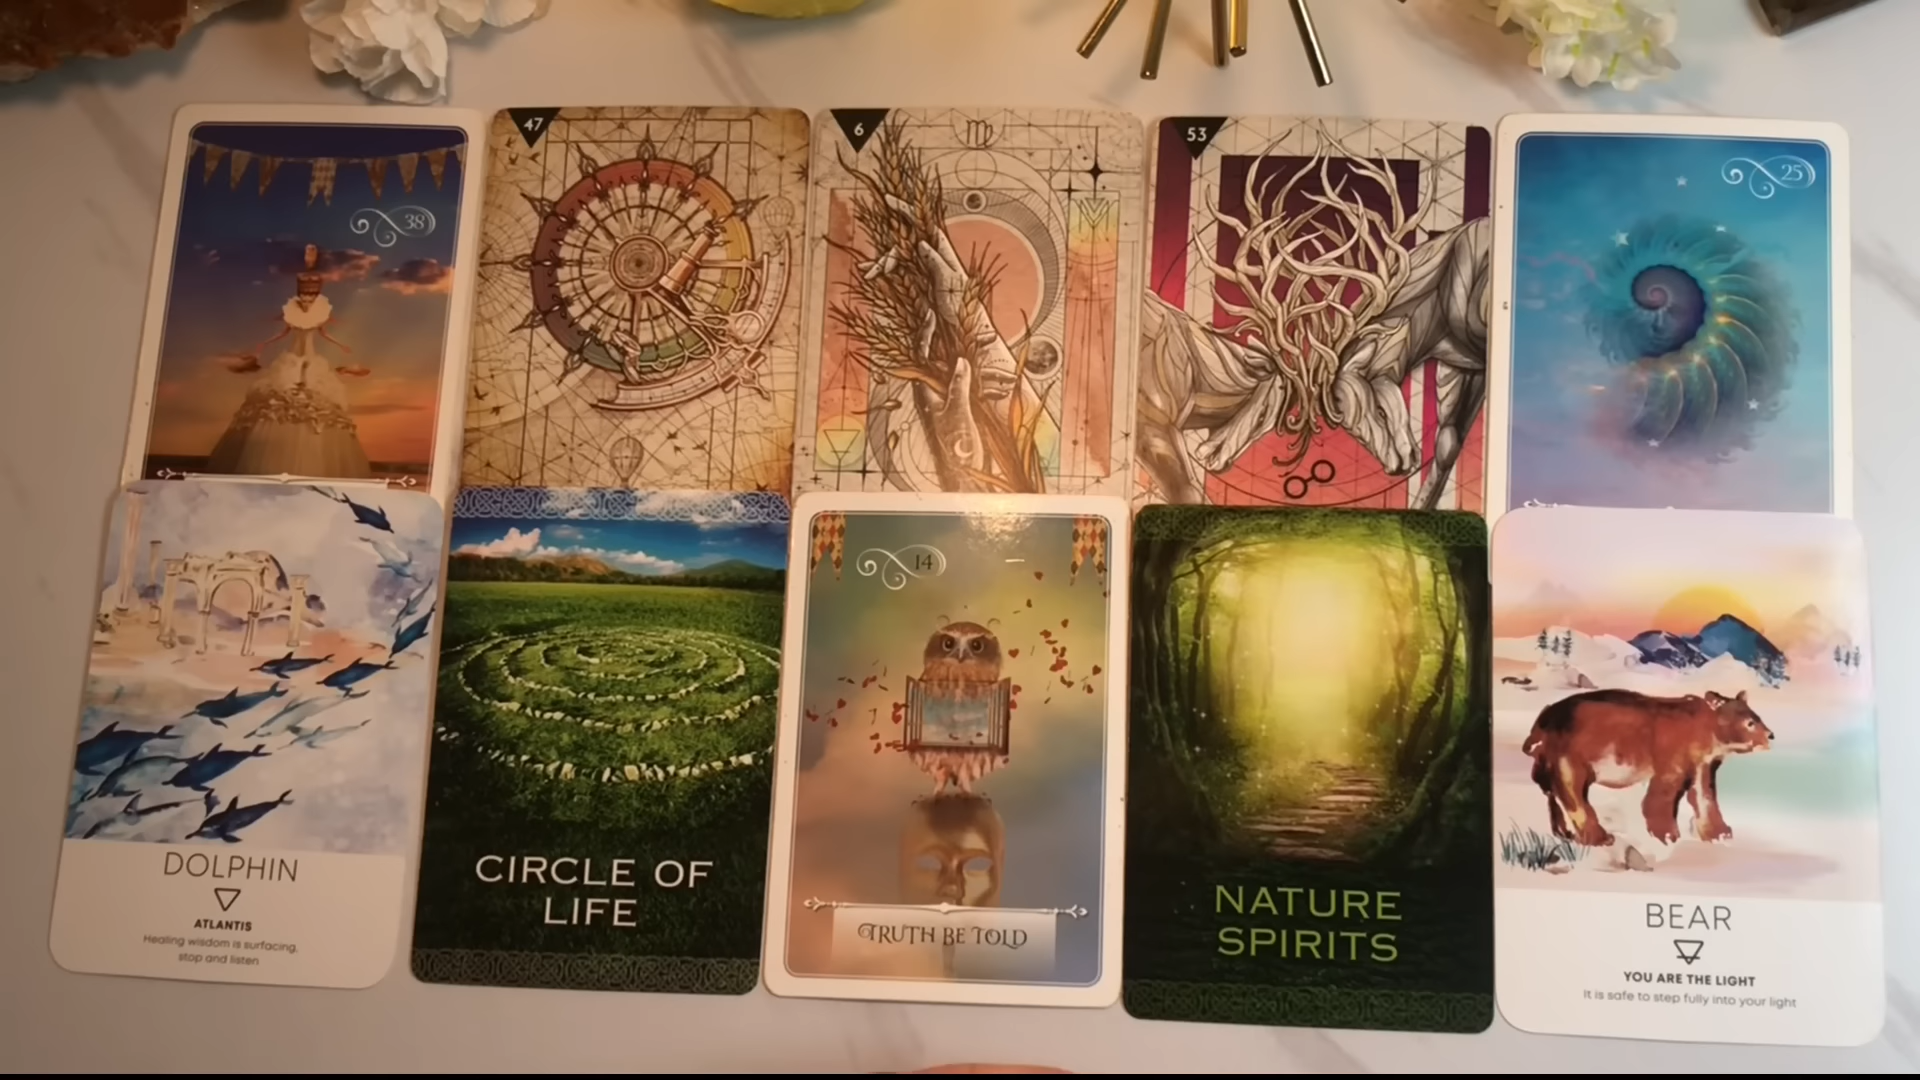 38
47
6
53
25
DOLPHIN
ATLANTIS
Healing wisdom is surfacing,
stop and listen
CIRCLE OF
LIFE
14
TRUTH BE TOLD
NATURE
SPIRITS
BEAR
YOU ARE THE LIGHT
It is safe to step fully into your light